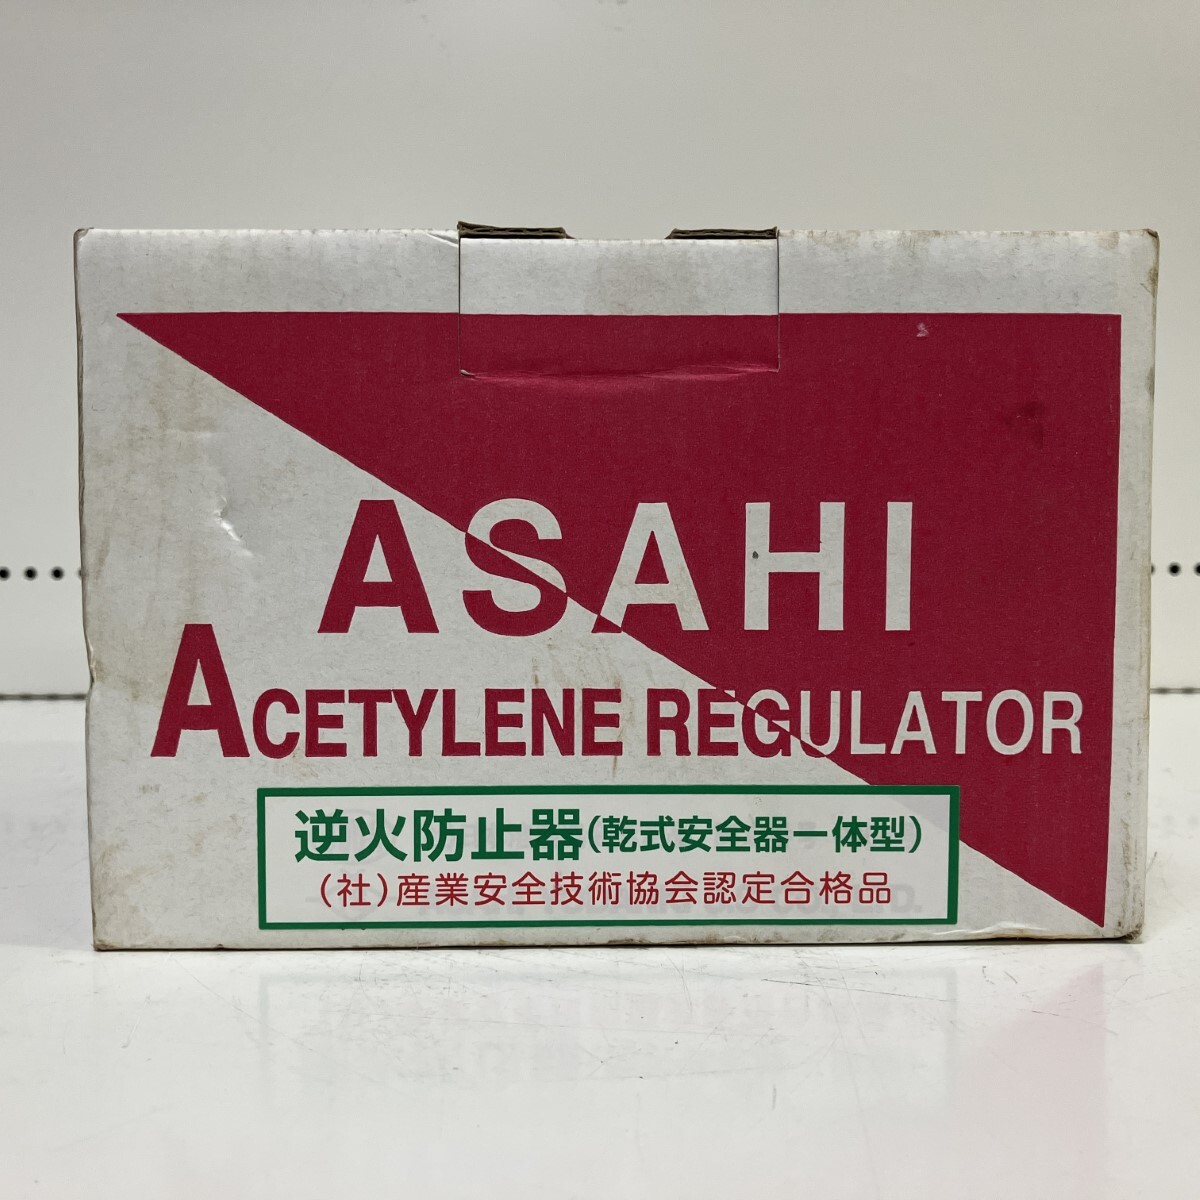 ASAHI
ACETYLENE REGULATOR
逆火防止器(乾式安全器一体型)
(社)産業安全技術協会認定合格品